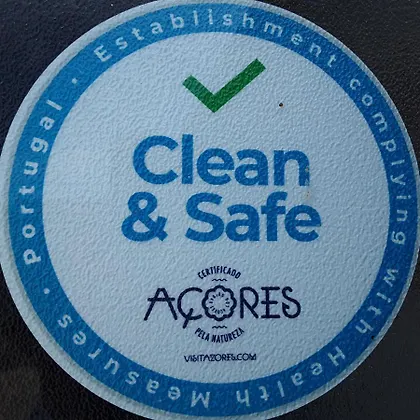 Portugal · Establishment complying with Health Measures ·
Clean
& Safe
CERTIFICADO
AÇORES
PELA NATUREZA
VISITAZORES.COM